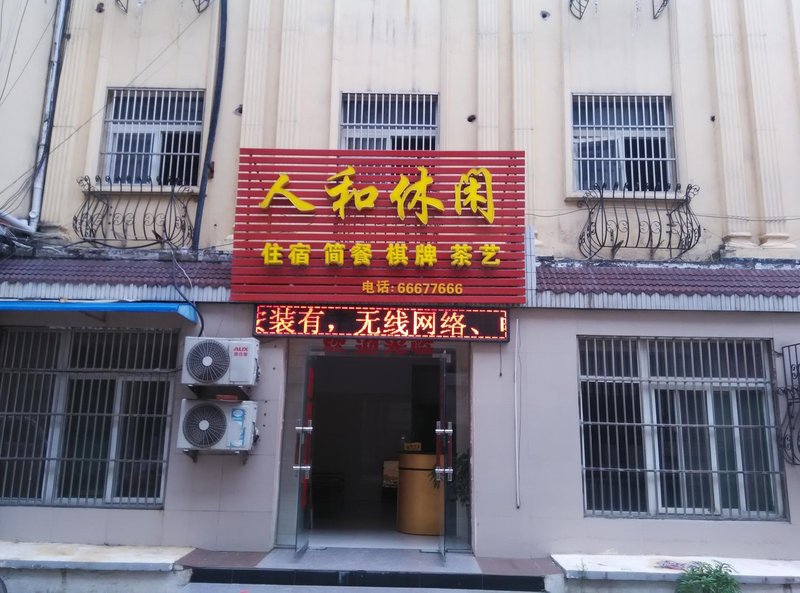 人和休闲
住宿 简餐 棋牌 茶艺
电话:66677666
装有,无线网络、
AUX